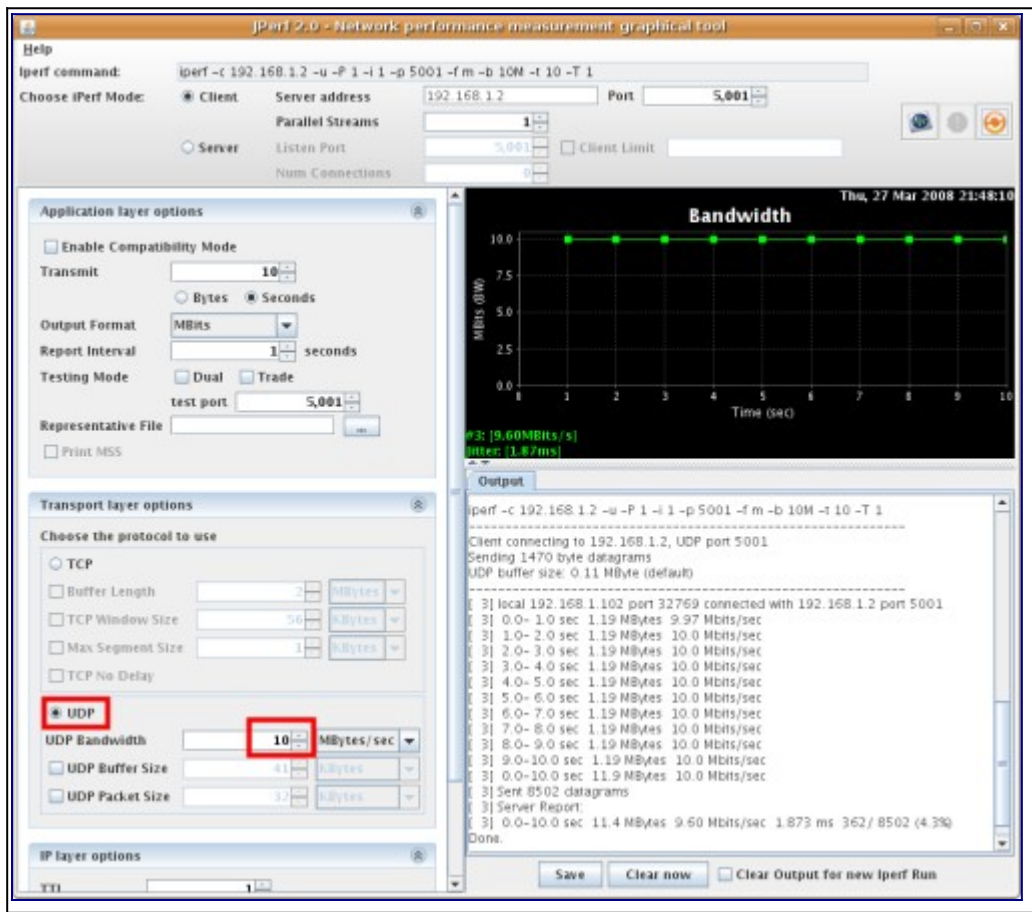 JPerf 2.0 - Network performance measurement graphical tool
Help
Iperf command: iperf -c 192.168.1.2 -u -P 1 -i 1 -p 5001 -f m -b 10M -t 10 -T 1
Choose iPerf Mode: Client Server address 192.168.1.2 Port 5,001
Parallel Streams 1
Server Listen Port 5,001 Client Limit
Num Connections 0
Application layer options
Enable Compatibility Mode
Transmit 10
Bytes Seconds
Output Format MBits
Report Interval 1 seconds
Testing Mode Dual Trade
test port 5,001
Representative File ...
Print MSS
Transport layer options
Choose the protocol to use
TCP
Buffer Length 2 MBytes
TCP Window Size 56 KBytes
Max Segment Size 1 KBytes
TCP No Delay
UDP
UDP Bandwidth 10 MBytes/sec
UDP Buffer Size 41 KBytes
UDP Packet Size 32 KBytes
IP layer options
TTL 1
Thu, 27 Mar 2008 21:48:10
Bandwidth
MBits (BW)
10.0
7.5
5.0
2.5
0.0
0 1 2 3 4 5 6 7 8 9 10
Time (sec)
#3: [9.60MBits/s]
Jitter: [1.87ms]
Output
iperf -c 192.168.1.2 -u -P 1 -i 1 -p 5001 -f m -b 10M -t 10 -T 1
------------------------------------------------------------
Client connecting to 192.168.1.2, UDP port 5001
Sending 1470 byte datagrams
UDP buffer size: 0.11 MByte (default)
------------------------------------------------------------
[ 3] local 192.168.1.102 port 32769 connected with 192.168.1.2 port 5001
[ 3] 0.0- 1.0 sec 1.19 MBytes 9.97 Mbits/sec
[ 3] 1.0- 2.0 sec 1.19 MBytes 10.0 Mbits/sec
[ 3] 2.0- 3.0 sec 1.19 MBytes 10.0 Mbits/sec
[ 3] 3.0- 4.0 sec 1.19 MBytes 10.0 Mbits/sec
[ 3] 4.0- 5.0 sec 1.19 MBytes 10.0 Mbits/sec
[ 3] 5.0- 6.0 sec 1.19 MBytes 10.0 Mbits/sec
[ 3] 6.0- 7.0 sec 1.19 MBytes 10.0 Mbits/sec
[ 3] 7.0- 8.0 sec 1.19 MBytes 10.0 Mbits/sec
[ 3] 8.0- 9.0 sec 1.19 MBytes 10.0 Mbits/sec
[ 3] 9.0-10.0 sec 1.19 MBytes 10.0 Mbits/sec
[ 3] 0.0-10.0 sec 11.9 MBytes 10.0 Mbits/sec
[ 3] Sent 8502 datagrams
[ 3] Server Report:
[ 3] 0.0-10.0 sec 11.4 MBytes 9.60 Mbits/sec 1.873 ms 362/ 8502 (4.3%)
Done.
Save Clear now Clear Output for new Iperf Run